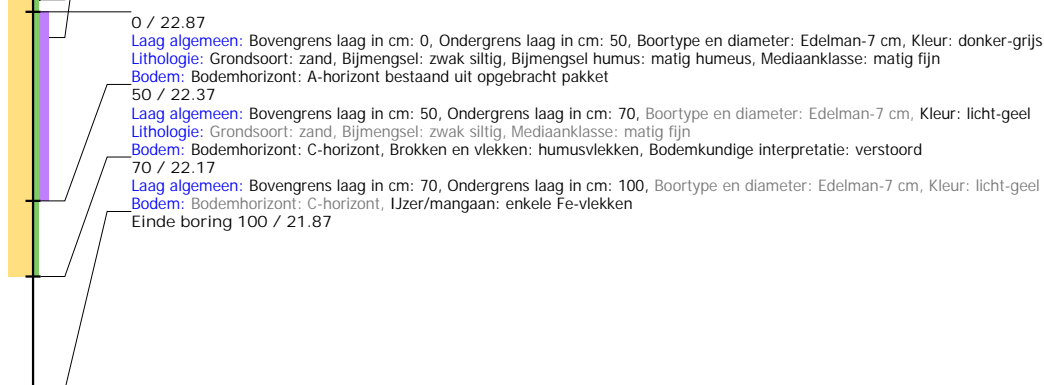 0 / 22.87
Laag algemeen: Bovengrens laag in cm: 0, Ondergrens laag in cm: 50, Boortype en diameter: Edelman-7 cm, Kleur: donker-grijs
Lithologie: Grondsoort: zand, Bijmengsel: zwak siltig, Bijmengsel humus: matig humeus, Mediaanklasse: matig fijn
Bodem: Bodemhorizont: A-horizont bestaand uit opgebracht pakket
50 / 22.37
Laag algemeen: Bovengrens laag in cm: 50, Ondergrens laag in cm: 70, Boortype en diameter: Edelman-7 cm, Kleur: licht-geel
Lithologie: Grondsoort: zand, Bijmengsel: zwak siltig, Mediaanklasse: matig fijn
Bodem: Bodemhorizont: C-horizont, Brokken en vlekken: humusvlekken, Bodemkundige interpretatie: verstoord
70 / 22.17
Laag algemeen: Bovengrens laag in cm: 70, Ondergrens laag in cm: 100, Boortype en diameter: Edelman-7 cm, Kleur: licht-geel
Bodem: Bodemhorizont: C-horizont, IJzer/mangaan: enkele Fe-vlekken
Einde boring 100 / 21.87